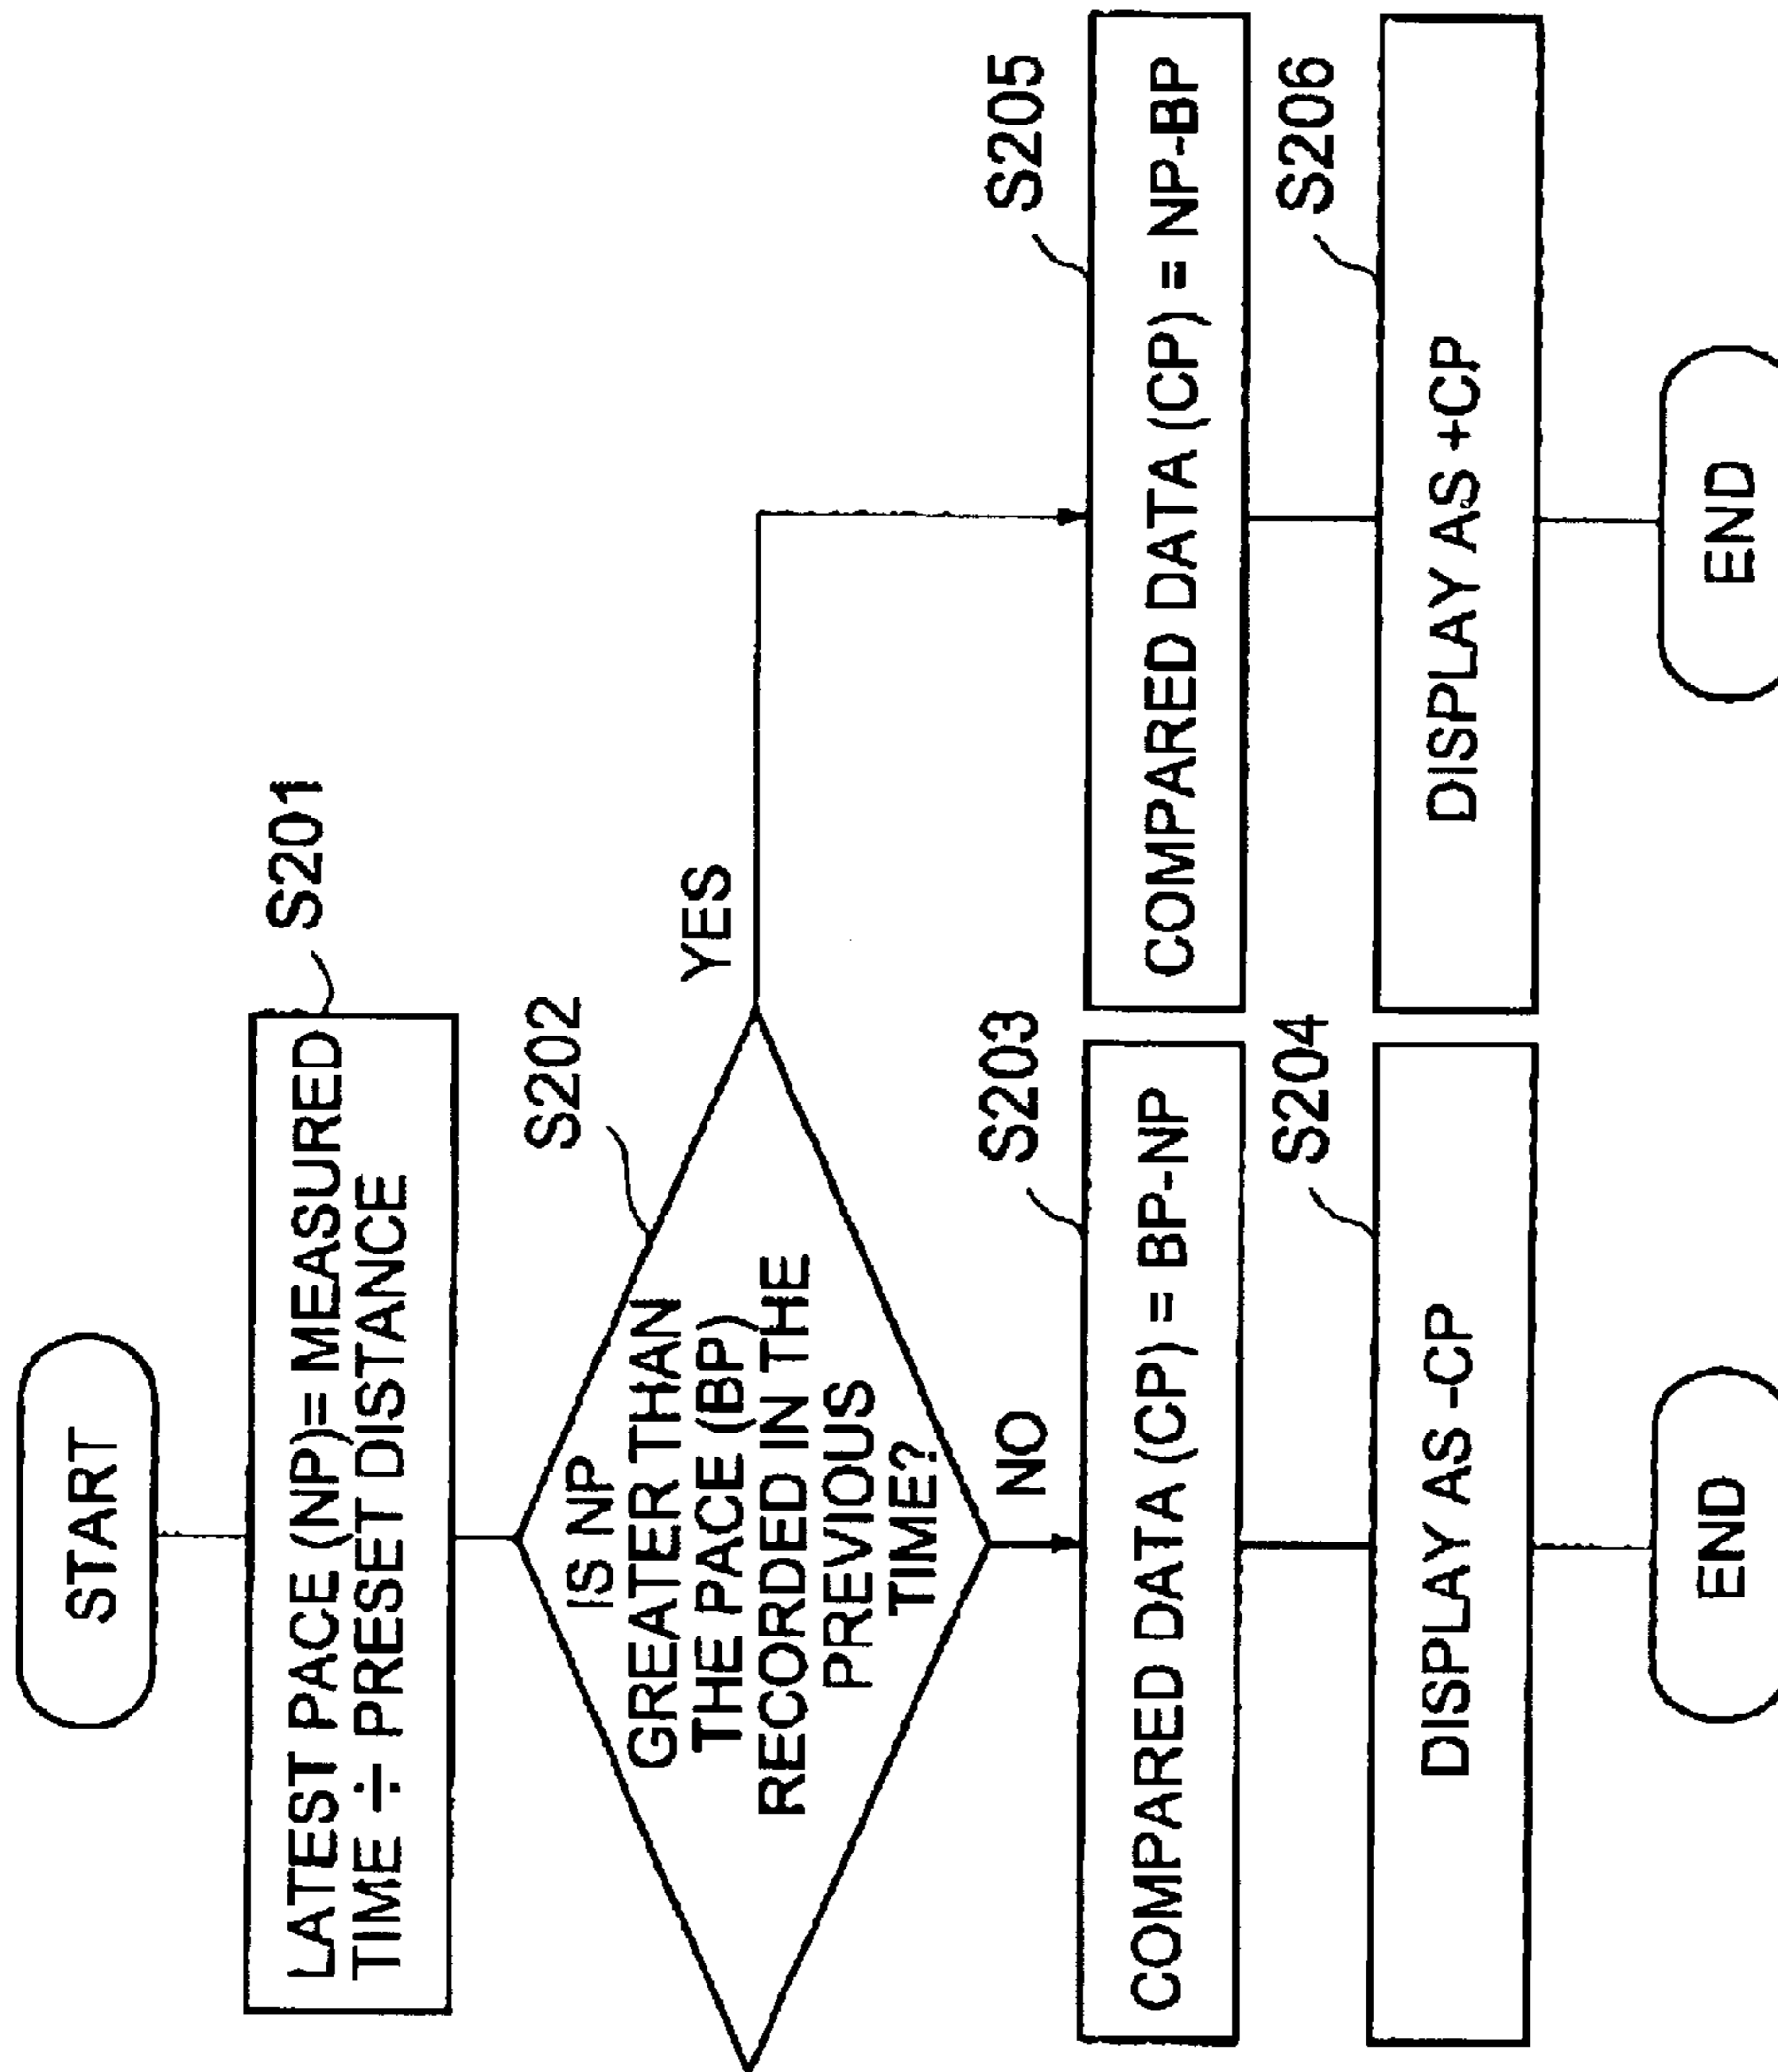 START
S201
LATEST PACE (NP)= MEASURED
TIME ÷ PRESET DISTANCE
S202
IS NP
GREATER THAN
THE PACE (BP)
RECORDED IN THE
PREVIOUS
TIME?
YES
NO
S203
COMPARED DATA (CP) = BP-NP
S204
DISPLAY AS -CP
END
S205
COMPARED DATA (CP) = NP-BP
S206
DISPLAY AS +CP
END